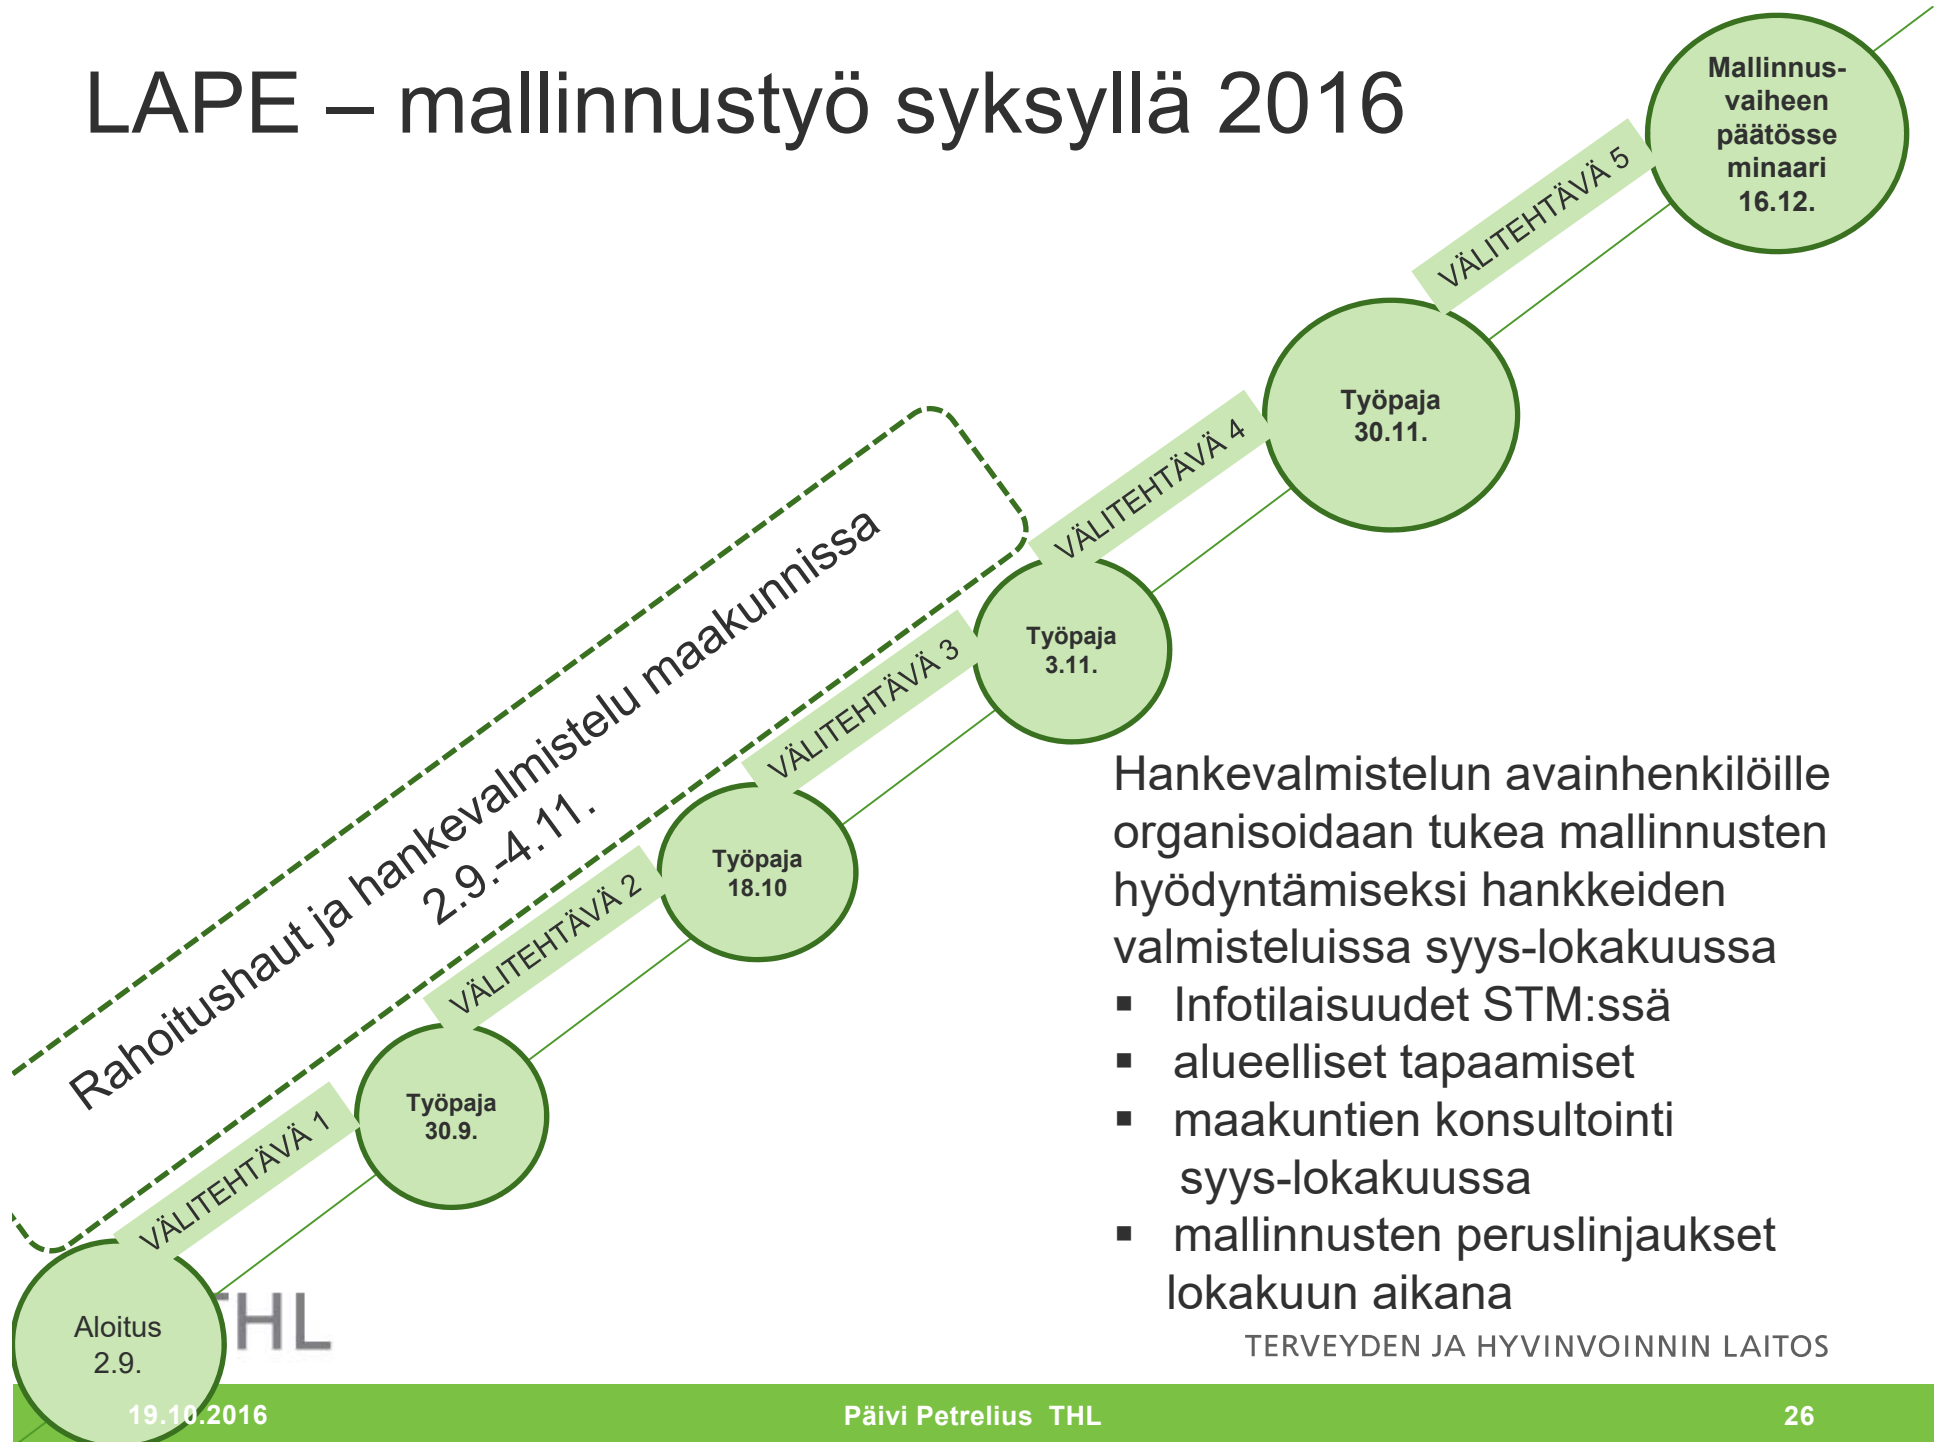 LAPE – mallinnustyö syksyllä 2016
Mallinnus-
vaiheen
päätösse
minaari
16.12.
VÄLITEHTÄVÄ 5
Työpaja
30.11.
VÄLITEHTÄVÄ 4
Työpaja
3.11.
VÄLITEHTÄVÄ 3
Työpaja
18.10
VÄLITEHTÄVÄ 2
Työpaja
30.9.
VÄLITEHTÄVÄ 1
Aloitus
2.9.
Rahoitushaut ja hankevalmistelu maakunnissa
2.9.-4.11.
Hankevalmistelun avainhenkilöille
organisoidaan tukea mallinnusten
hyödyntämiseksi hankkeiden
valmisteluissa syys-lokakuussa
▪ Infotilaisuudet STM:ssä
▪ alueelliset tapaamiset
▪ maakuntien konsultointi
syys-lokakuussa
▪ mallinnusten peruslinjaukset
lokakuun aikana
THL
TERVEYDEN JA HYVINVOINNIN LAITOS
19.10.2016
Päivi Petrelius THL
26